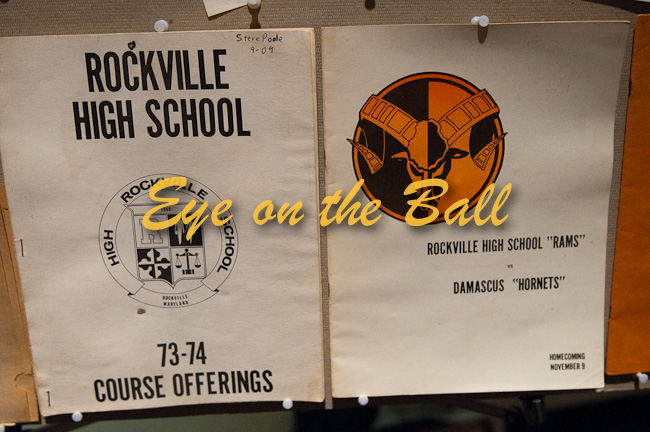 Steve Poole
9-09
ROCKVILLE
HIGH SCHOOL
HIGH ROCKVILLE SCHOOL
ROCKVILLE
MARYLAND
73-74
COURSE OFFERINGS
Eye on the Ball
ROCKVILLE HIGH SCHOOL "RAMS"
vs
DAMASCUS "HORNETS"
HOMECOMING
NOVEMBER 9